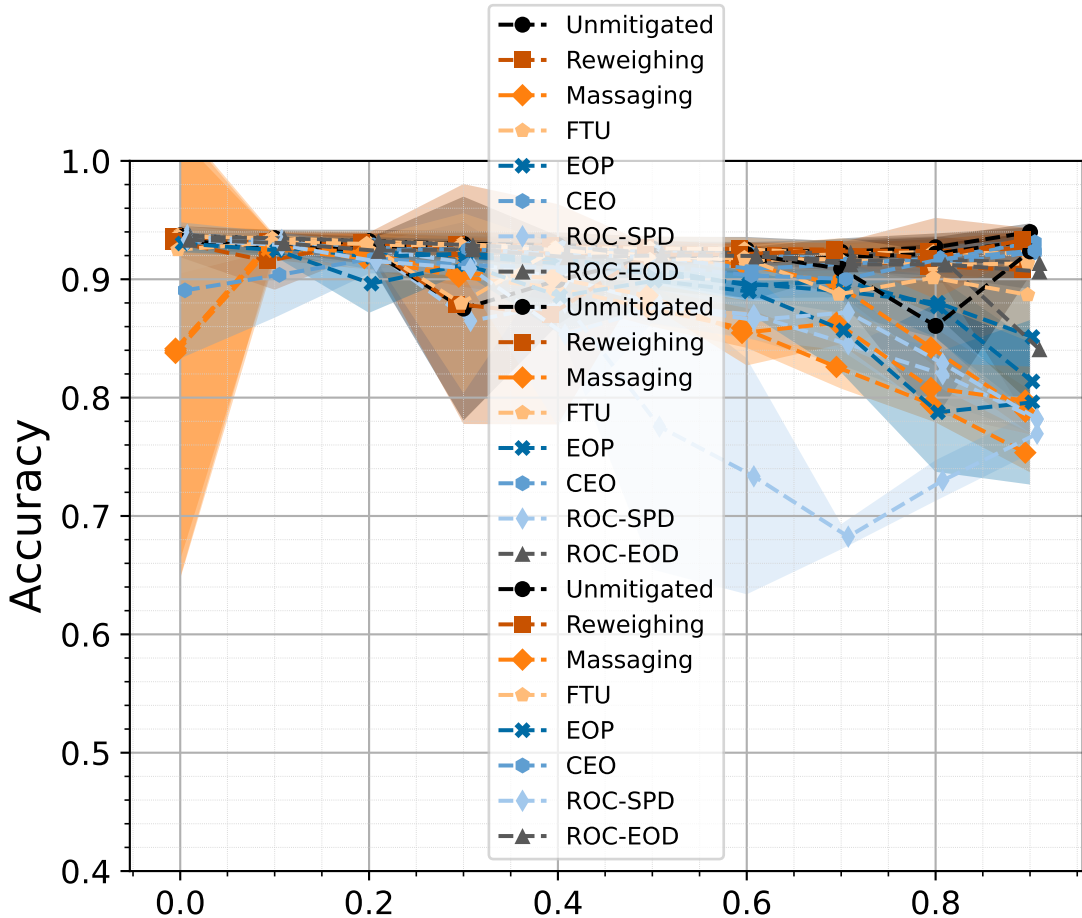 Unmitigated
Reweighing
Massaging
FTU
EOP
CEO
ROC-SPD
ROC-EOD
Unmitigated
Reweighing
Massaging
FTU
EOP
CEO
ROC-SPD
ROC-EOD
Unmitigated
Reweighing
Massaging
FTU
EOP
CEO
ROC-SPD
ROC-EOD
Accuracy
1.0
0.9
0.8
0.7
0.6
0.5
0.4
0.0 0.2 0.4 0.6 0.8